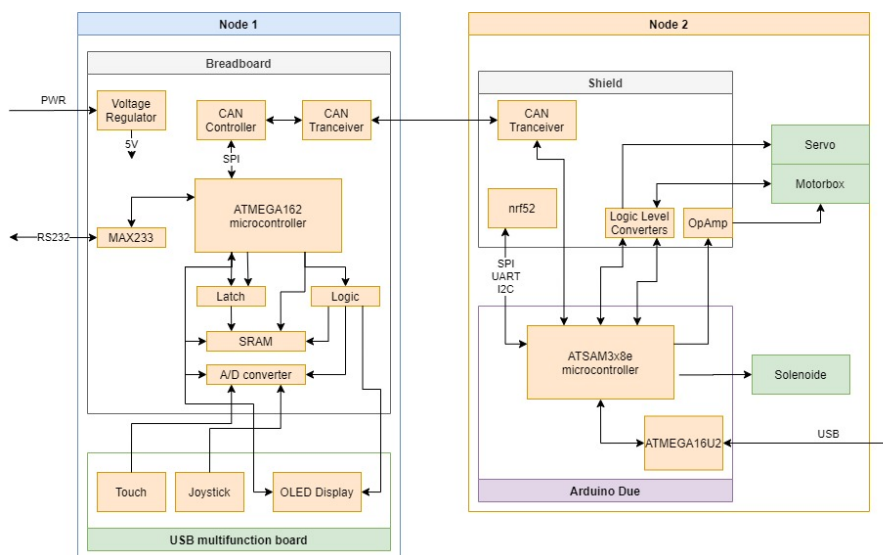 Node 1
Node 2
Breadboard
Shield
PWR
Voltage
Regulator
5V
CAN
Controller
CAN
Tranceiver
CAN
Tranceiver
Servo
Motorbox
SPI
ATMEGA162
microcontroller
nrf52
Logic Level
Converters
OpAmp
RS232
MAX233
SPI
UART
I2C
Latch
Logic
SRAM
A/D converter
ATSAM3x8e
microcontroller
Solenoide
ATMEGA16U2
USB
Touch
Joystick
OLED Display
Arduino Due
USB multifunction board